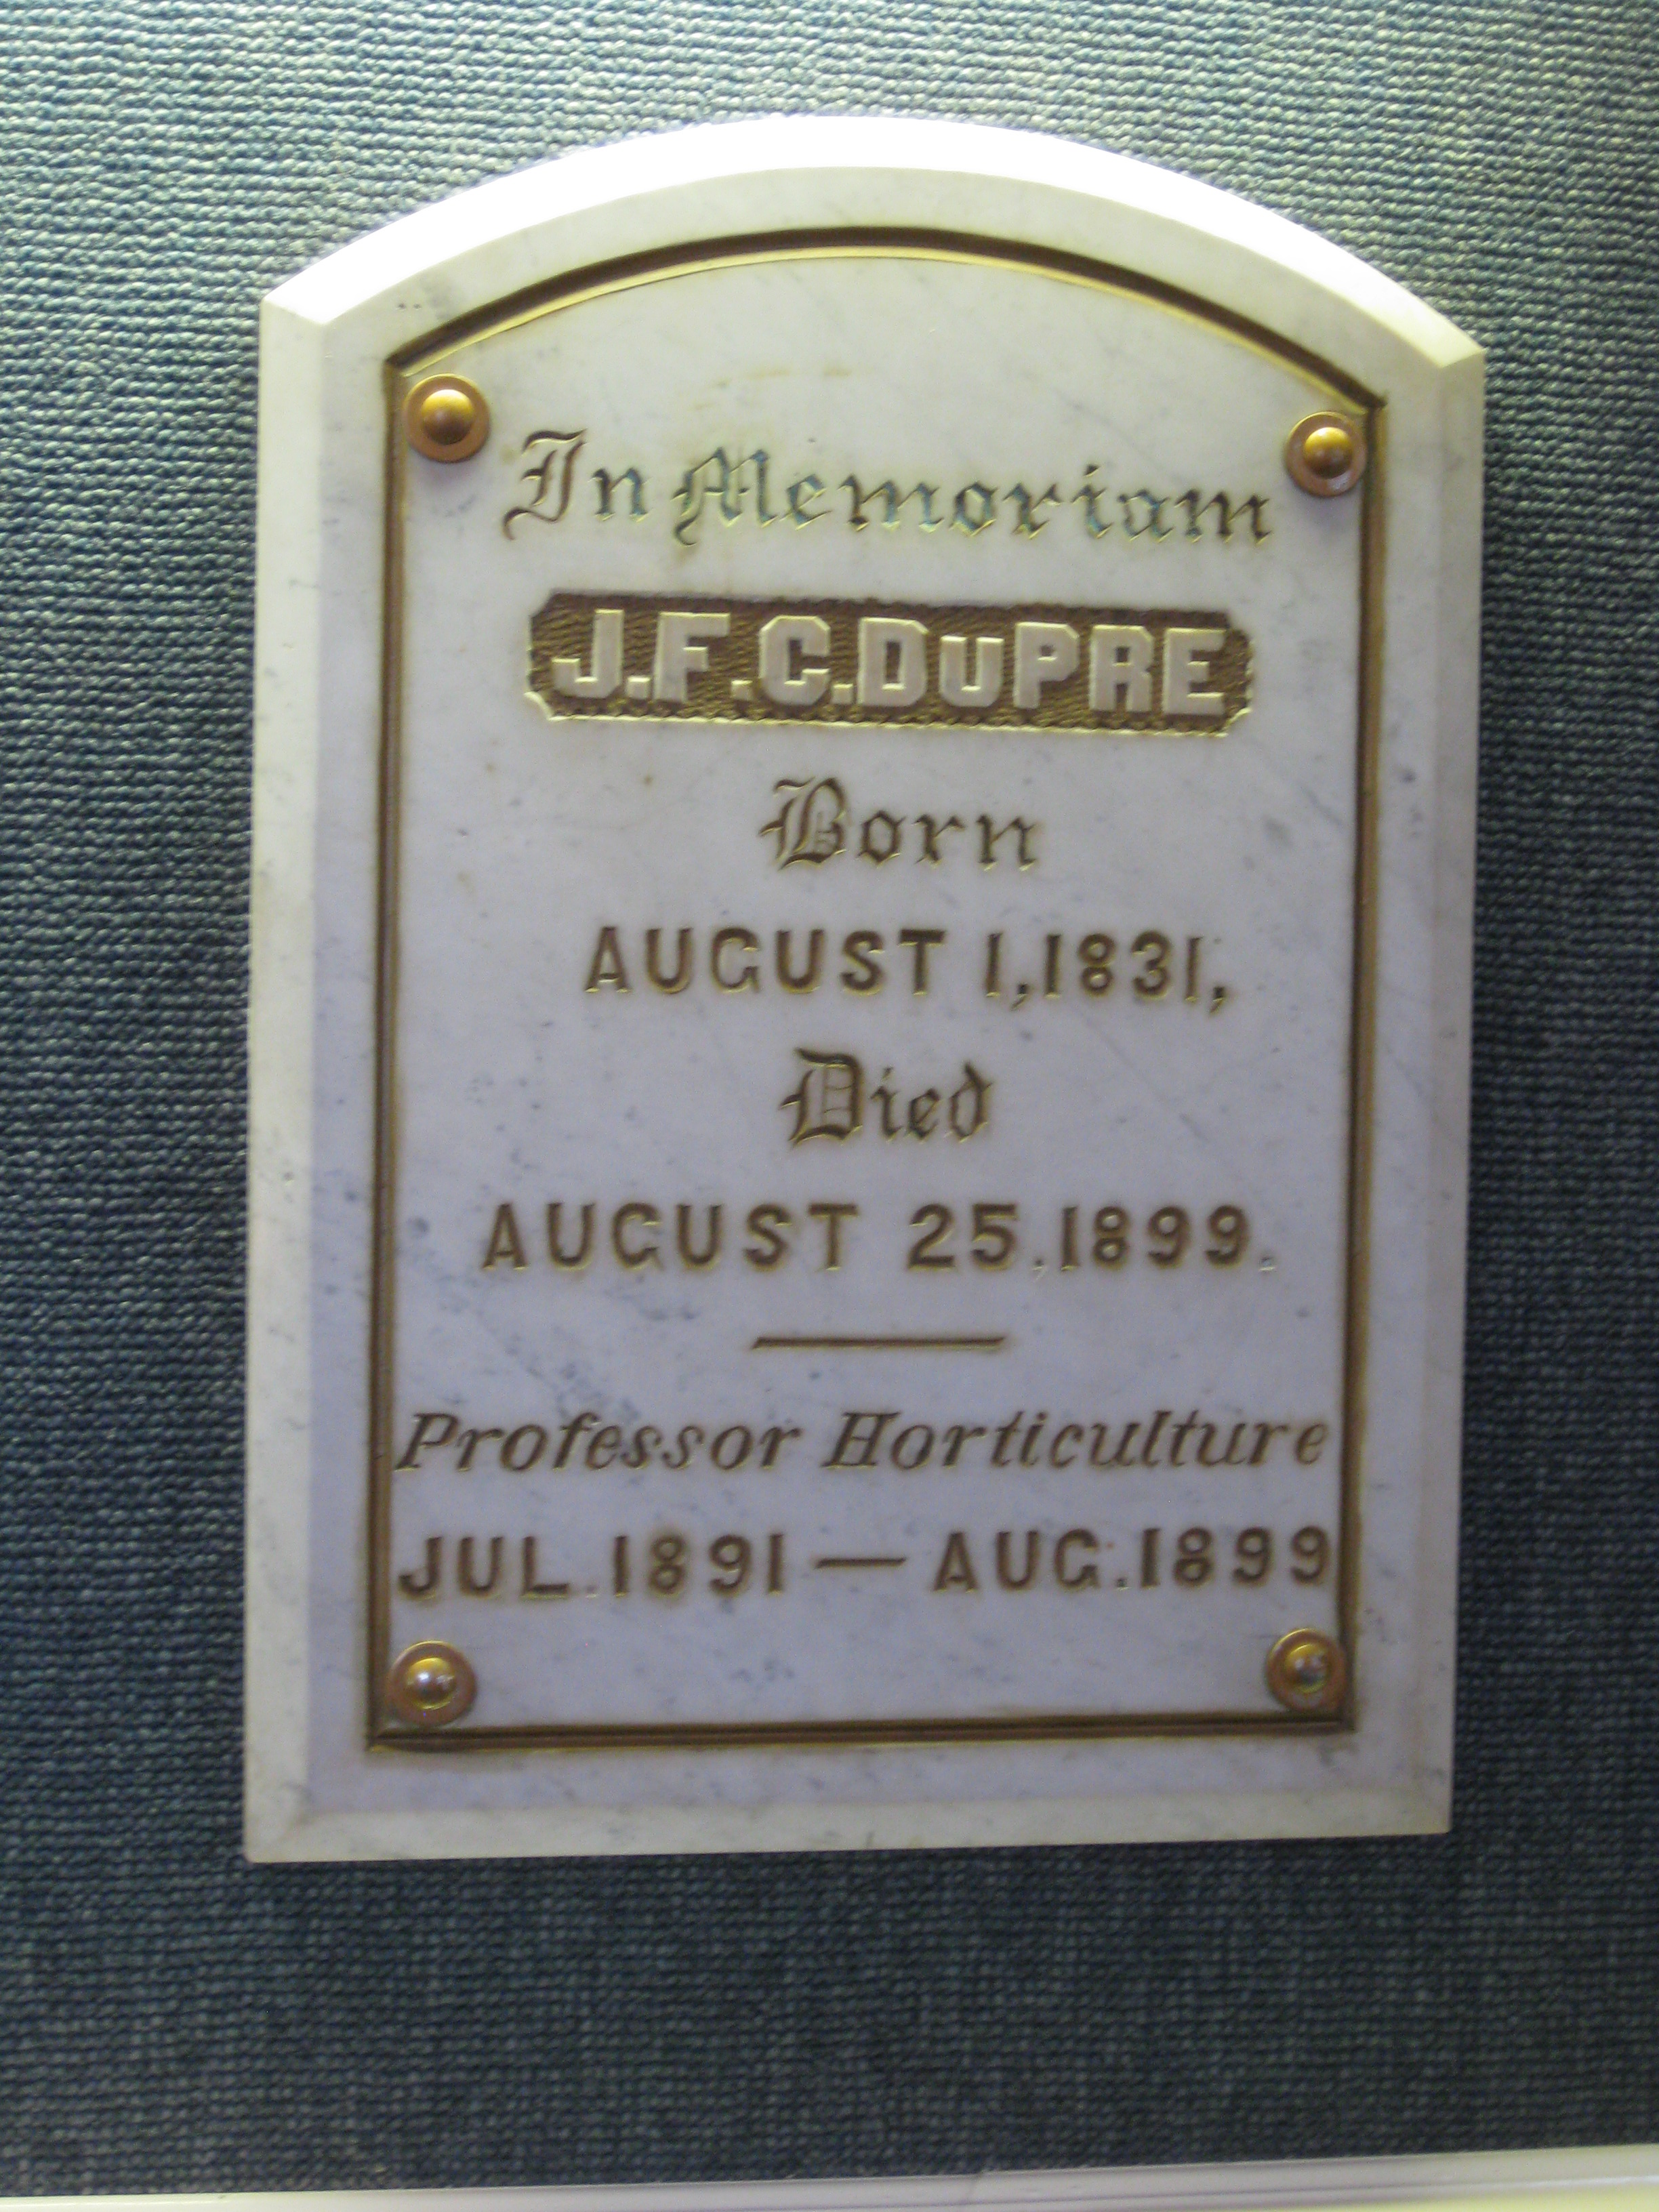 In Memoriam
J.F.C.DuPRE
Born
AUGUST 1,1831,
Died
AUGUST 25,1899.
Professor Horticulture
JUL.1891 — AUG.1899